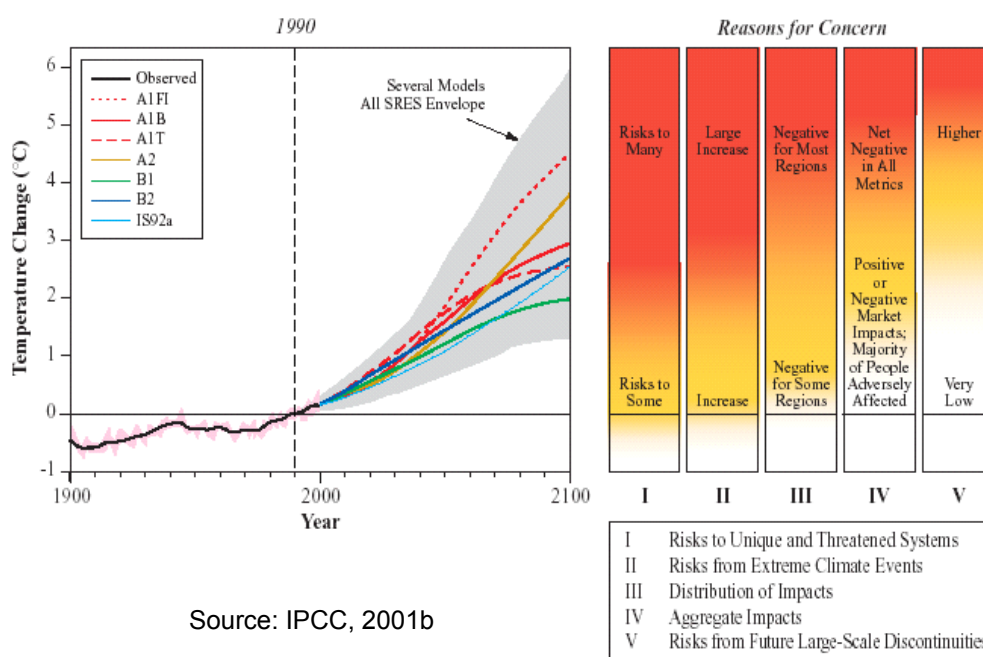 1990
Reasons for Concern
6
5
4
3
2
1
0
-1
Temperature Change (°C)
Observed
A1FI
A1B
A1T
A2
B1
B2
IS92a
Several Models
All SRES Envelope
1900
2000
2100
Year
Risks to
Many
Risks to
Some
Large
Increase
Increase
Negative
for Most
Regions
Negative
for Some
Regions
Net
Negative
in All
Metrics
Positive
or
Negative
Market
Impacts;
Majority
of People
Adversely
Affected
Higher
Very
Low
I
II
III
IV
V
I Risks to Unique and Threatened Systems
II Risks from Extreme Climate Events
III Distribution of Impacts
IV Aggregate Impacts
V Risks from Future Large-Scale Discontinuities
Source: IPCC, 2001b